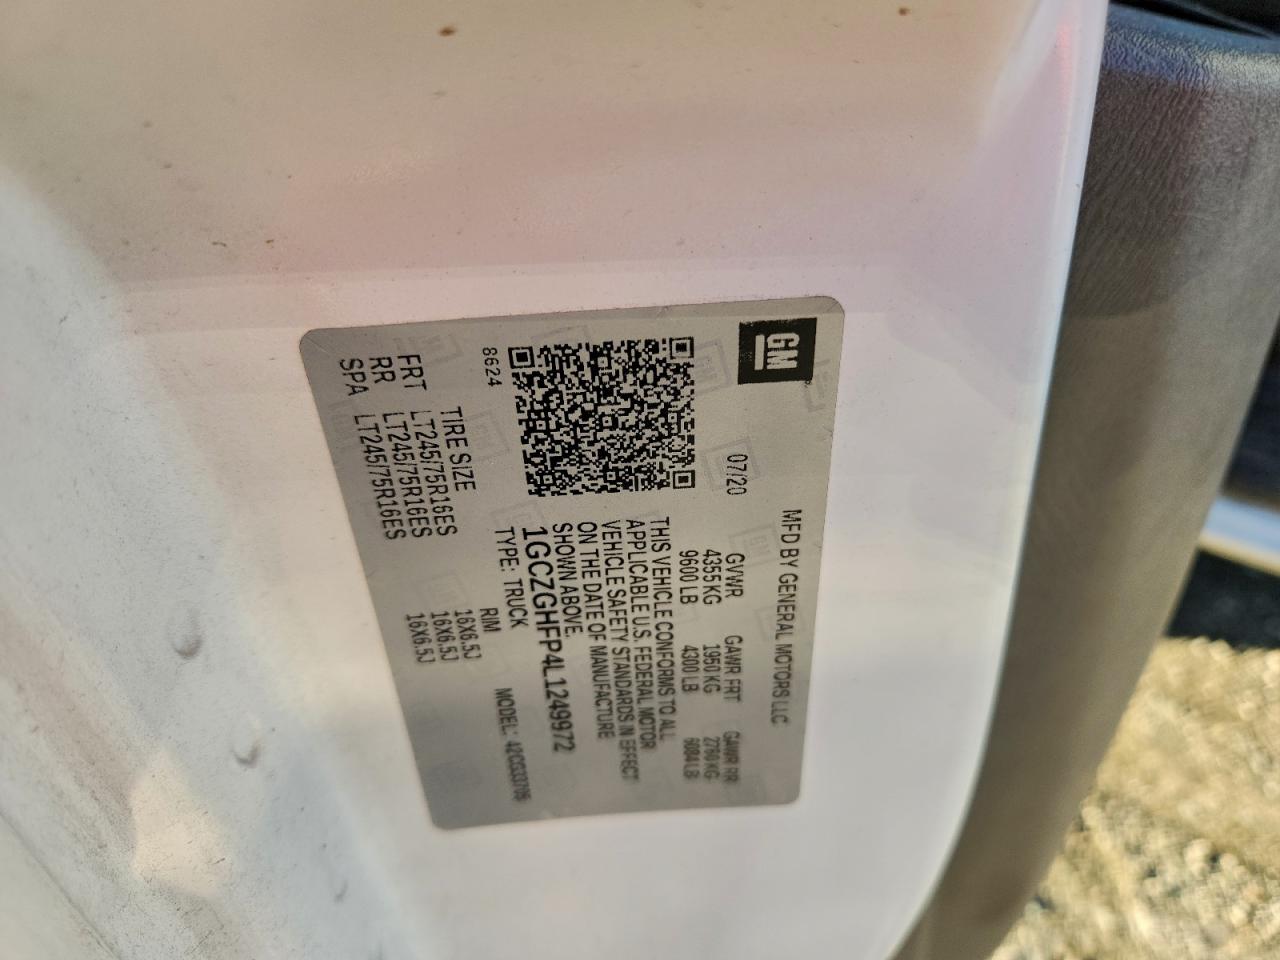 GM
MFD BY GENERAL MOTORS LLC
07/20
GVWR GAWR FRT GAWR RR
4355 KG 1950 KG 2760 KG
9600 LB 4300 LB 6084 LB
THIS VEHICLE CONFORMS TO ALL
APPLICABLE U.S. FEDERAL MOTOR
VEHICLE SAFETY STANDARDS IN EFFECT
ON THE DATE OF MANUFACTURE
SHOWN ABOVE.
1GCZGHFP4L1249972
8624
TYPE: TRUCK MODEL:
TIRE SIZE RIM
FRT LT245/75R16ES 16X6.5J
RR LT245/75R16ES 16X6.5J
SPA LT245/75R16ES 16X6.5J